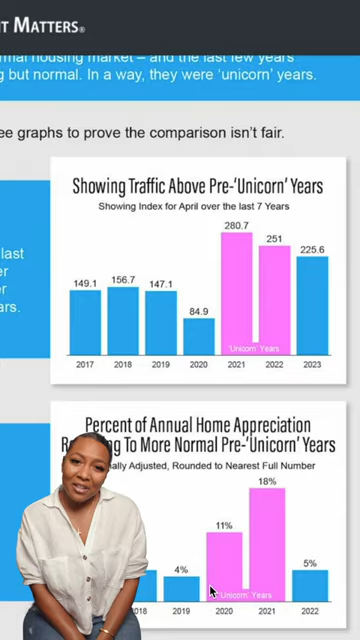 T MATTERS®
rmal housing market – and the last few years
g but normal. In a way, they were 'unicorn' years.
ee graphs to prove the comparison isn't fair.
last
er
er
ars.
Showing Traffic Above Pre-'Unicorn' Years
Showing Index for April over the last 7 Years
149.1 156.7 147.1 84.9 280.7 251 225.6
'Unicorn' Years
2017 2018 2019 2020 2021 2022 2023
Percent of Annual Home Appreciation
R ng To More Normal Pre-'Unicorn' Years
ally Adjusted, Rounded to Nearest Full Number
4% 11% 18% 5%
'Unicorn' Years
018 2019 2020 2021 2022